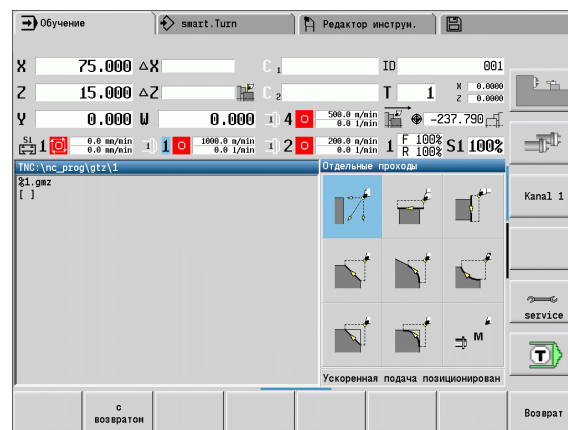 Обучение smart.Turn Редактор инструм.
X 75.000 ΔX C 1 ID 001
Z 15.000 ΔZ C 2 T 1 X 0.0000 Z 0.0000
Y 0.000 W 0.000 4 500.0 m/min 0.0 1/min -237.790
S1 1 0.0 mm/min 0.0 1/min 1 1000.0 m/min 0.0 1/min 2 200.0 m/min 0.0 1/min 1 F 100% R 100% S1 100%
TNC:\nc_prog\gtz\1 Отдельные проходы
%1.gmz
[ ]
Kanal 1
service
M
T
Ускоренная подача позиционирован
с возвратом
Возврат